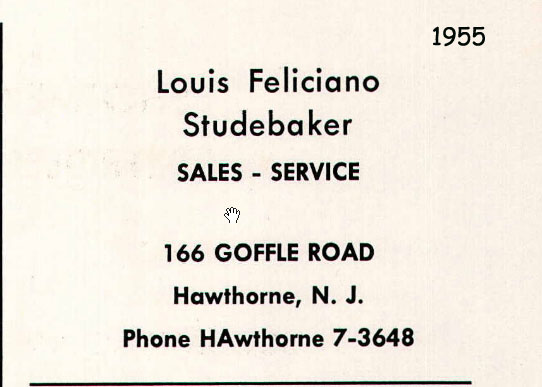 1955
Louis Feliciano
Studebaker
SALES - SERVICE
166 GOFFLE ROAD
Hawthorne, N. J.
Phone HAwthorne 7-3648